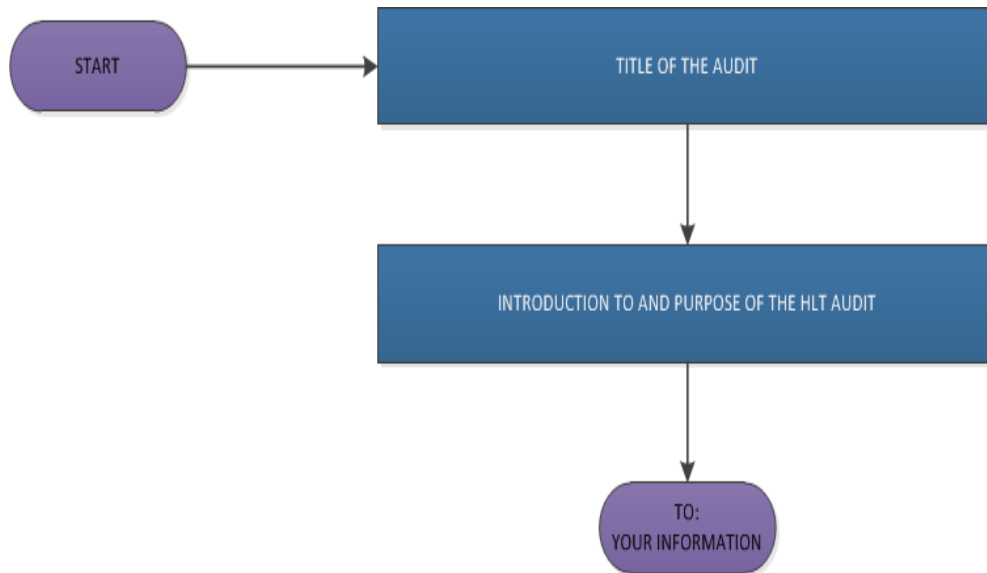 START
TITLE OF THE AUDIT
INTRODUCTION TO AND PURPOSE OF THE HLT AUDIT
TO:
YOUR INFORMATION